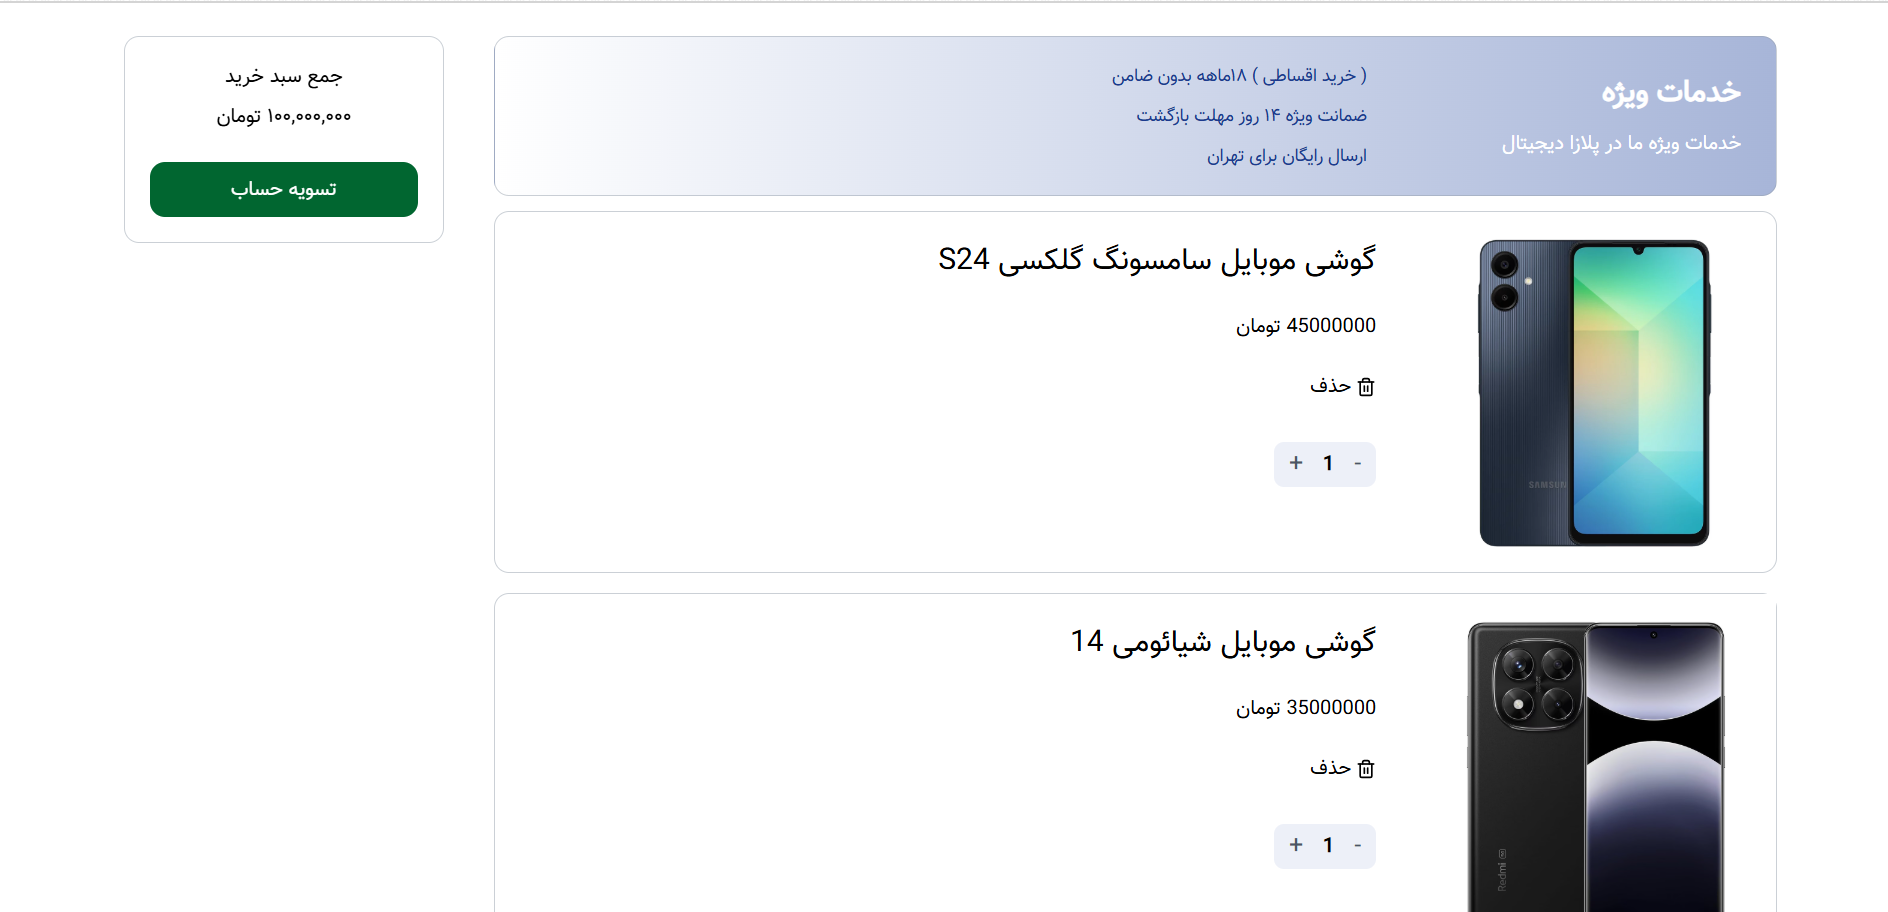 خدمات ویژه
خدمات ویژه ما در پلازا دیجیتال
( خرید اقساطی ) ۱۸ماهه بدون ضامن
ضمانت ویژه ۱۴ روز مهلت بازگشت
ارسال رایگان برای تهران
جمع سبد خرید
۱۰۰,۰۰۰,۰۰۰ تومان
تسویه حساب
گوشی موبایل سامسونگ گلکسی S24
45000000 تومان
حذف
- 1 +
SAMSUN
گوشی موبایل شیائومی 14
35000000 تومان
حذف
- 1 +
Redmi